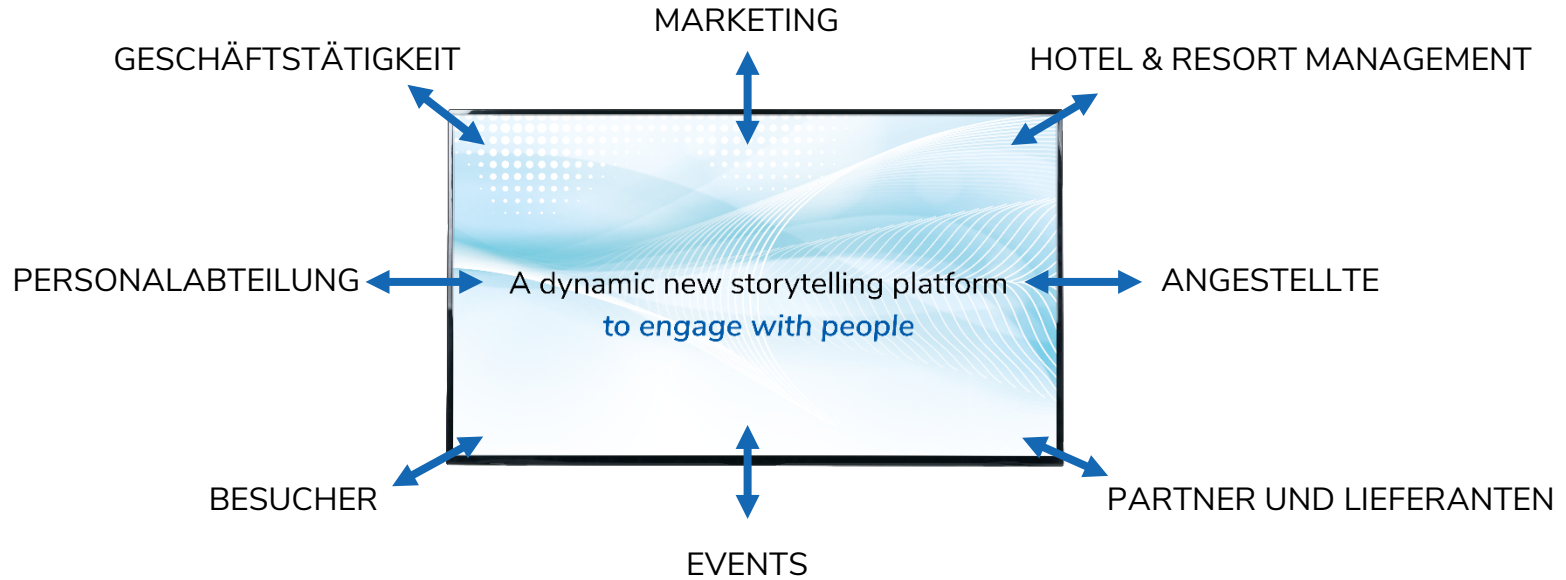 MARKETING
GESCHÄFTSTÄTIGKEIT
HOTEL & RESORT MANAGEMENT
PERSONALABTEILUNG
A dynamic new storytelling platform
to engage with people
ANGESTELLTE
BESUCHER
PARTNER UND LIEFERANTEN
EVENTS